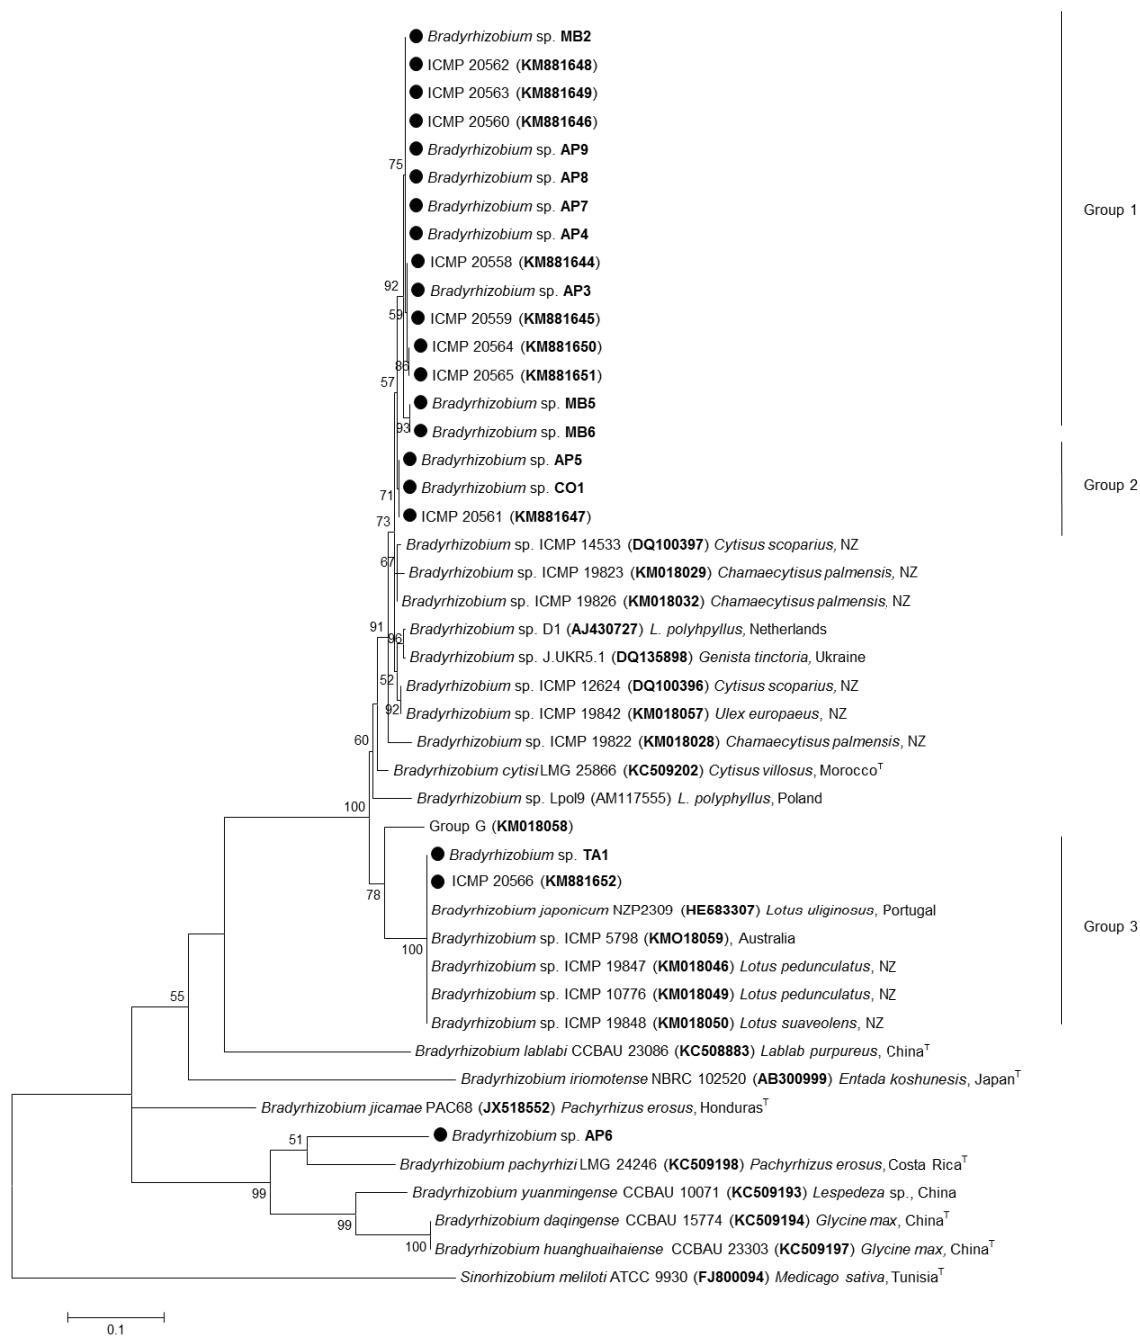 Bradyrhizobium sp. MB2
ICMP 20562 (KM881648)
ICMP 20563 (KM881649)
ICMP 20560 (KM881646)
Bradyrhizobium sp. AP9
75
Bradyrhizobium sp. AP8
Bradyrhizobium sp. AP7
Group 1
Bradyrhizobium sp. AP4
ICMP 20558 (KM881644)
92
Bradyrhizobium sp. AP3
59
ICMP 20559 (KM881645)
ICMP 20564 (KM881650)
86
ICMP 20565 (KM881651)
57
Bradyrhizobium sp. MB5
93
Bradyrhizobium sp. MB6
Bradyrhizobium sp. AP5
Bradyrhizobium sp. CO1
Group 2
71
ICMP 20561 (KM881647)
73
Bradyrhizobium sp. ICMP 14533 (DQ100397) Cytisus scoparius, NZ
67
Bradyrhizobium sp. ICMP 19823 (KM018029) Chamaecytisus palmensis, NZ
Bradyrhizobium sp. ICMP 19826 (KM018032) Chamaecytisus palmensis, NZ
91
Bradyrhizobium sp. D1 (AJ430727) L. polyhpyllus, Netherlands
96
Bradyrhizobium sp. J.UKR5.1 (DQ135898) Genista tinctoria, Ukraine
52
Bradyrhizobium sp. ICMP 12624 (DQ100396) Cytisus scoparius, NZ
92
Bradyrhizobium sp. ICMP 19842 (KM018057) Ulex europaeus, NZ
60
Bradyrhizobium sp. ICMP 19822 (KM018028) Chamaecytisus palmensis, NZ
Bradyrhizobium cytisi LMG 25866 (KC509202) Cytisus villosus, Morocco^T
Bradyrhizobium sp. Lpol9 (AM117555) L. polyphyllus, Poland
100
Group G (KM018058)
Bradyrhizobium sp. TA1
ICMP 20566 (KM881652)
78
Bradyrhizobium japonicum NZP2309 (HE583307) Lotus uliginosus, Portugal
Group 3
Bradyrhizobium sp. ICMP 5798 (KMO18059), Australia
100
Bradyrhizobium sp. ICMP 19847 (KM018046) Lotus pedunculatus, NZ
Bradyrhizobium sp. ICMP 10776 (KM018049) Lotus pedunculatus, NZ
55
Bradyrhizobium sp. ICMP 19848 (KM018050) Lotus suaveolens, NZ
Bradyrhizobium lablabi CCBAU 23086 (KC508883) Lablab purpureus, China^T
Bradyrhizobium iriomotense NBRC 102520 (AB300999) Entada koshunesis, Japan^T
Bradyrhizobium jicamae PAC68 (JX518552) Pachyrhizus erosus, Honduras^T
51
Bradyrhizobium sp. AP6
Bradyrhizobium pachyrhizi LMG 24246 (KC509198) Pachyrhizus erosus, Costa Rica^T
99
Bradyrhizobium yuanmingense CCBAU 10071 (KC509193) Lespedeza sp., China
99
Bradyrhizobium daqingense CCBAU 15774 (KC509194) Glycine max, China^T
100
Bradyrhizobium huanghuaihaiense CCBAU 23303 (KC509197) Glycine max, China^T
Sinorhizobium meliloti ATCC 9930 (FJ800094) Medicago sativa, Tunisia^T
0.1